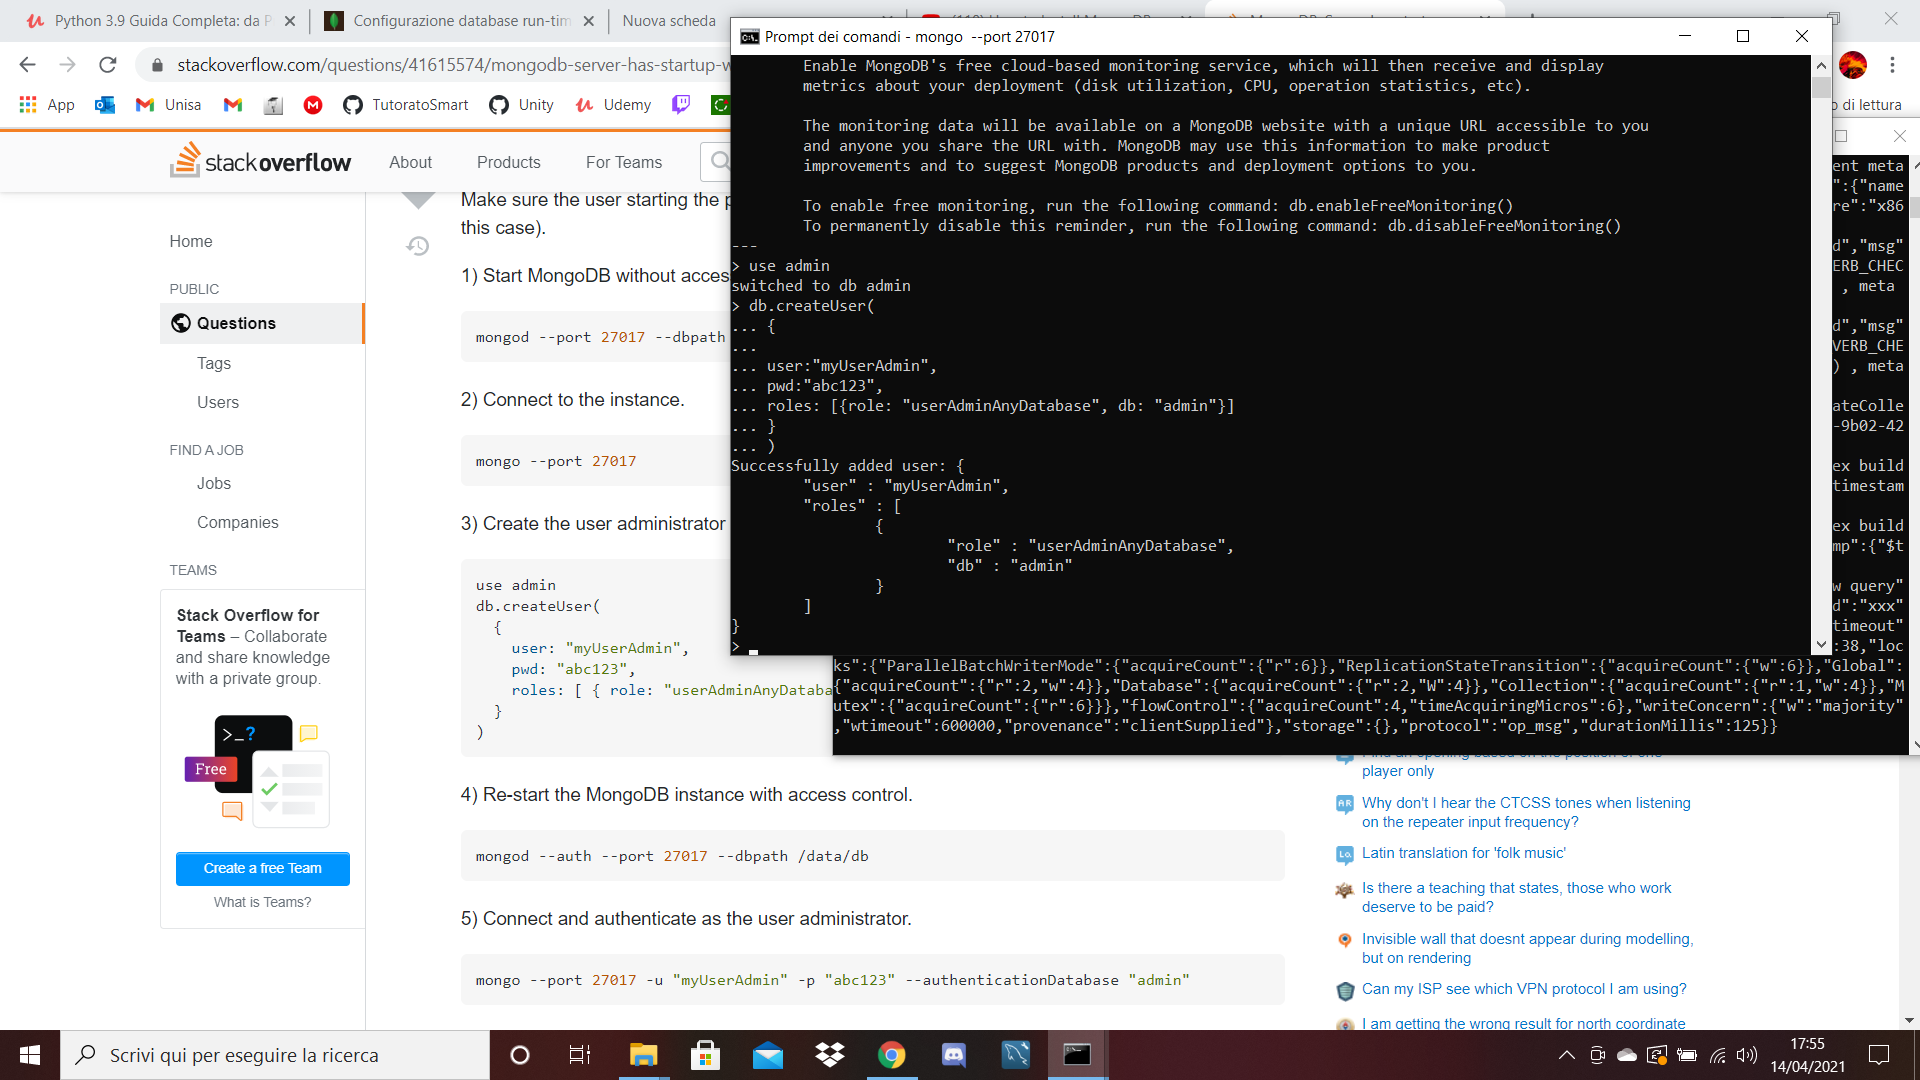 Python 3.9 Guida Completa: da P
Configurazione database run-tim
Nuova scheda
stackoverflow.com/questions/41615574/mongodb-server-has-startup-w
App
Unisa
TutoratoSmart
Unity
Udemy
o di lettura
Prompt dei comandi - mongo --port 27017
Enable MongoDB's free cloud-based monitoring service, which will then receive and display
metrics about your deployment (disk utilization, CPU, operation statistics, etc).
The monitoring data will be available on a MongoDB website with a unique URL accessible to you
and anyone you share the URL with. MongoDB may use this information to make product
improvements and to suggest MongoDB products and deployment options to you.
To enable free monitoring, run the following command: db.enableFreeMonitoring()
To permanently disable this reminder, run the following command: db.disableFreeMonitoring()
---
> use admin
switched to db admin
> db.createUser(
... {
...
... user:"myUserAdmin",
... pwd:"abc123",
... roles: [{role: "userAdminAnyDatabase", db: "admin"}]
... }
... )
Successfully added user: {
"user" : "myUserAdmin",
"roles" : [
{
"role" : "userAdminAnyDatabase",
"db" : "admin"
}
]
}
>
ent meta
":{"name
re":"x86
d","msg"
ERB_CHEC
, meta
d","msg"
VERB_CHE
) , meta
ateColle
-9b02-42
ex build
timestam
ex build
mp":{"$t
w query"
d":"xxx"
timeout"
:38,"loc
ks":{"ParallelBatchWriterMode":{"acquireCount":{"r":6}},"ReplicationStateTransition":{"acquireCount":{"w":6}},"Global":
{"acquireCount":{"r":2,"w":4}},"Database":{"acquireCount":{"r":2,"W":4}},"Collection":{"acquireCount":{"r":1,"w":4}},"M
utex":{"acquireCount":{"r":6}}},"flowControl":{"acquireCount":4,"timeAcquiringMicros":6},"writeConcern":{"w":"majority"
,"wtimeout":600000,"provenance":"clientSupplied"},"storage":{},"protocol":"op_msg","durationMillis":125}}
stackoverflow
About
Products
For Teams
Home
PUBLIC
Questions
Tags
Users
FIND A JOB
Jobs
Companies
TEAMS
Stack Overflow for
Teams – Collaborate
and share knowledge
with a private group.
>_?
Free
Create a free Team
What is Teams?
Make sure the user starting the p
this case).
1) Start MongoDB without acces
mongod --port 27017 --dbpath
2) Connect to the instance.
mongo --port 27017
3) Create the user administrator
use admin
db.createUser(
{
user: "myUserAdmin",
pwd: "abc123",
roles: [ { role: "userAdminAnyDataba
}
)
4) Re-start the MongoDB instance with access control.
mongod --auth --port 27017 --dbpath /data/db
5) Connect and authenticate as the user administrator.
mongo --port 27017 -u "myUserAdmin" -p "abc123" --authenticationDatabase "admin"
player only
Why don't I hear the CTCSS tones when listening
on the repeater input frequency?
Latin translation for 'folk music'
Is there a teaching that states, those who work
deserve to be paid?
Invisible wall that doesnt appear during modelling,
but on rendering
Can my ISP see which VPN protocol I am using?
I am getting the wrong result for north coordinate
Scrivi qui per eseguire la ricerca
17:55
14/04/2021